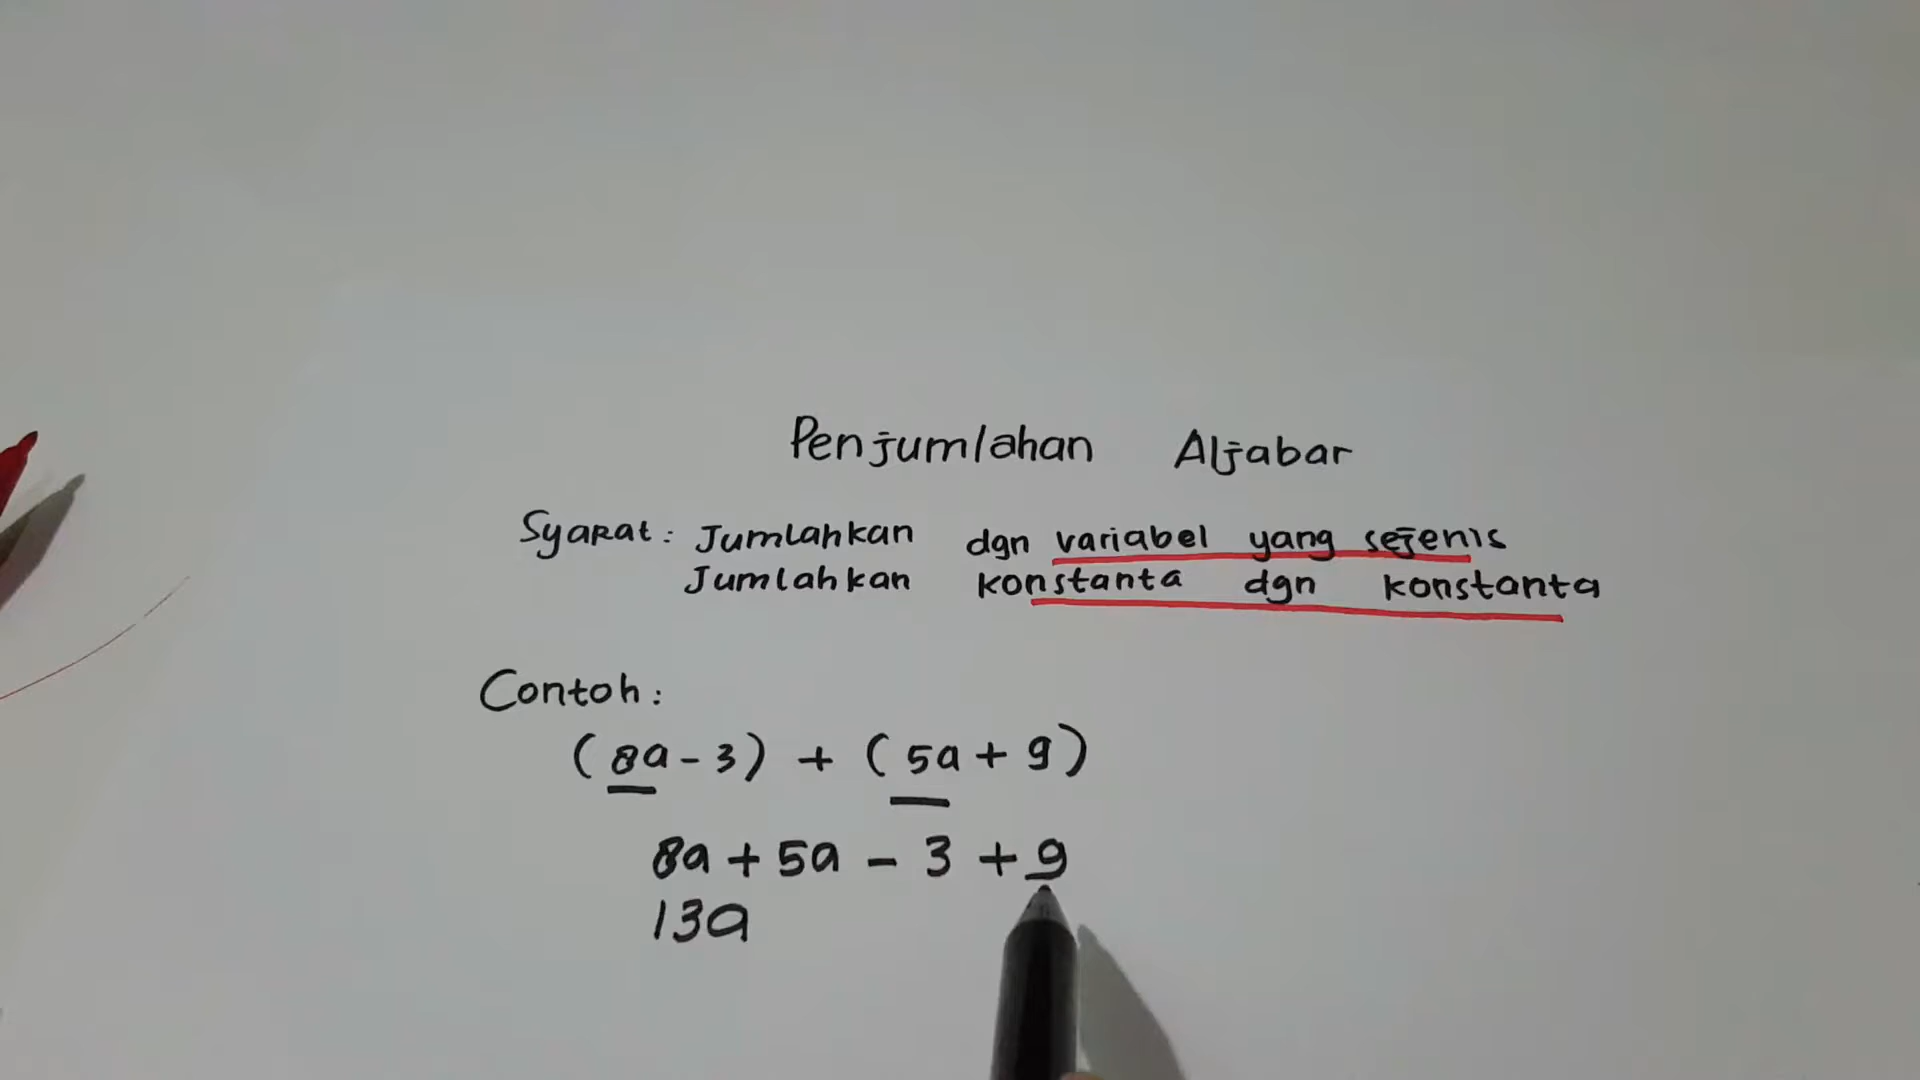 Penjumlahan Aljabar
Syarat: Jumlahkan dgn variabel yang sejenis
Jumlahkan konstanta dgn konstanta
Contoh:
(8a - 3) + (5a + 9)
8a + 5a - 3 + 9
13a